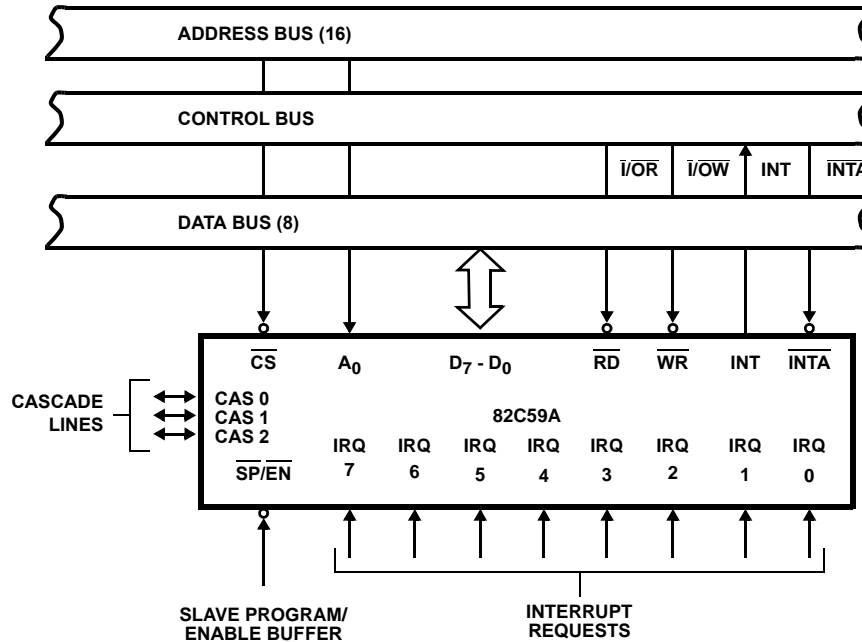 ADDRESS BUS (16)
CONTROL BUS
I/OR I/OW INT INTA
DATA BUS (8)
CS A0 D7 - D0 RD WR INT INTA
CASCADE LINES
CAS 0
CAS 1
CAS 2
82C59A
SP/EN
IRQ 7 IRQ 6 IRQ 5 IRQ 4 IRQ 3 IRQ 2 IRQ 1 IRQ 0
SLAVE PROGRAM/
ENABLE BUFFER
INTERRUPT
REQUESTS